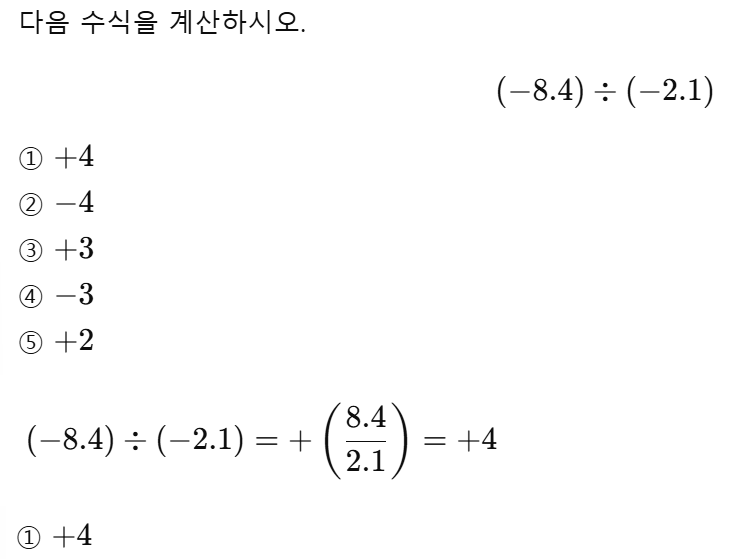 다음 수식을 계산하시오.
(−8.4) ÷ (−2.1)
① +4
② −4
③ +3
④ −3
⑤ +2
(−8.4) ÷ (−2.1) = + (8.4/2.1) = +4
① +4